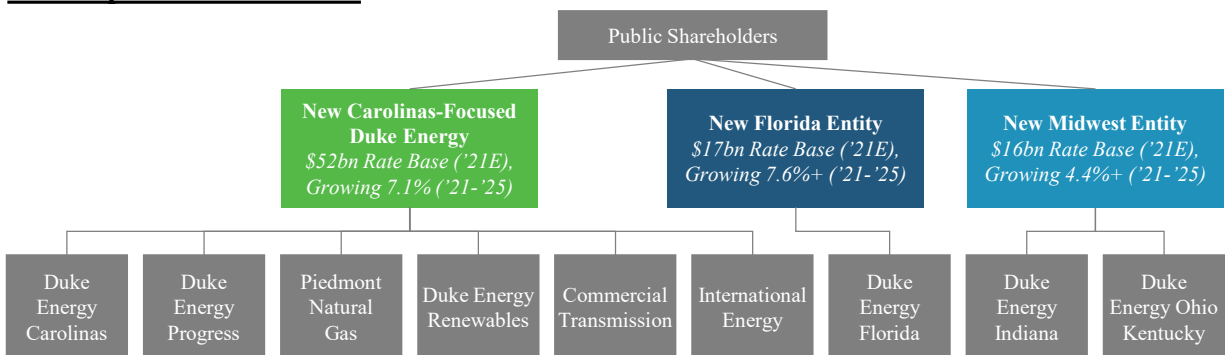 Public Shareholders
New Carolinas-Focused
Duke Energy
$52bn Rate Base ('21E),
Growing 7.1% ('21-'25)
New Florida Entity
$17bn Rate Base ('21E),
Growing 7.6%+ ('21-'25)
New Midwest Entity
$16bn Rate Base ('21E),
Growing 4.4%+ ('21-'25)
Duke
Energy
Carolinas
Duke
Energy
Progress
Piedmont
Natural
Gas
Duke Energy
Renewables
Commercial
Transmission
International
Energy
Duke
Energy
Florida
Duke
Energy
Indiana
Duke
Energy Ohio
Kentucky